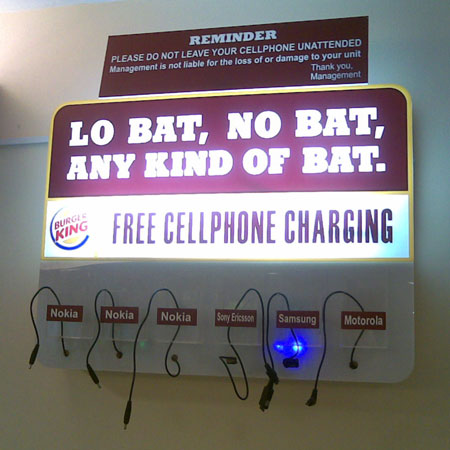 REMINDER
PLEASE DO NOT LEAVE YOUR CELLPHONE UNATTENDED
Management is not liable for the loss of or damage to your unit
Thank you,
Management
LO BAT, NO BAT,
ANY KIND OF BAT.
BURGER
KING
FREE CELLPHONE CHARGING
Nokia
Nokia
Nokia
Sony Ericsson
Samsung
Motorola